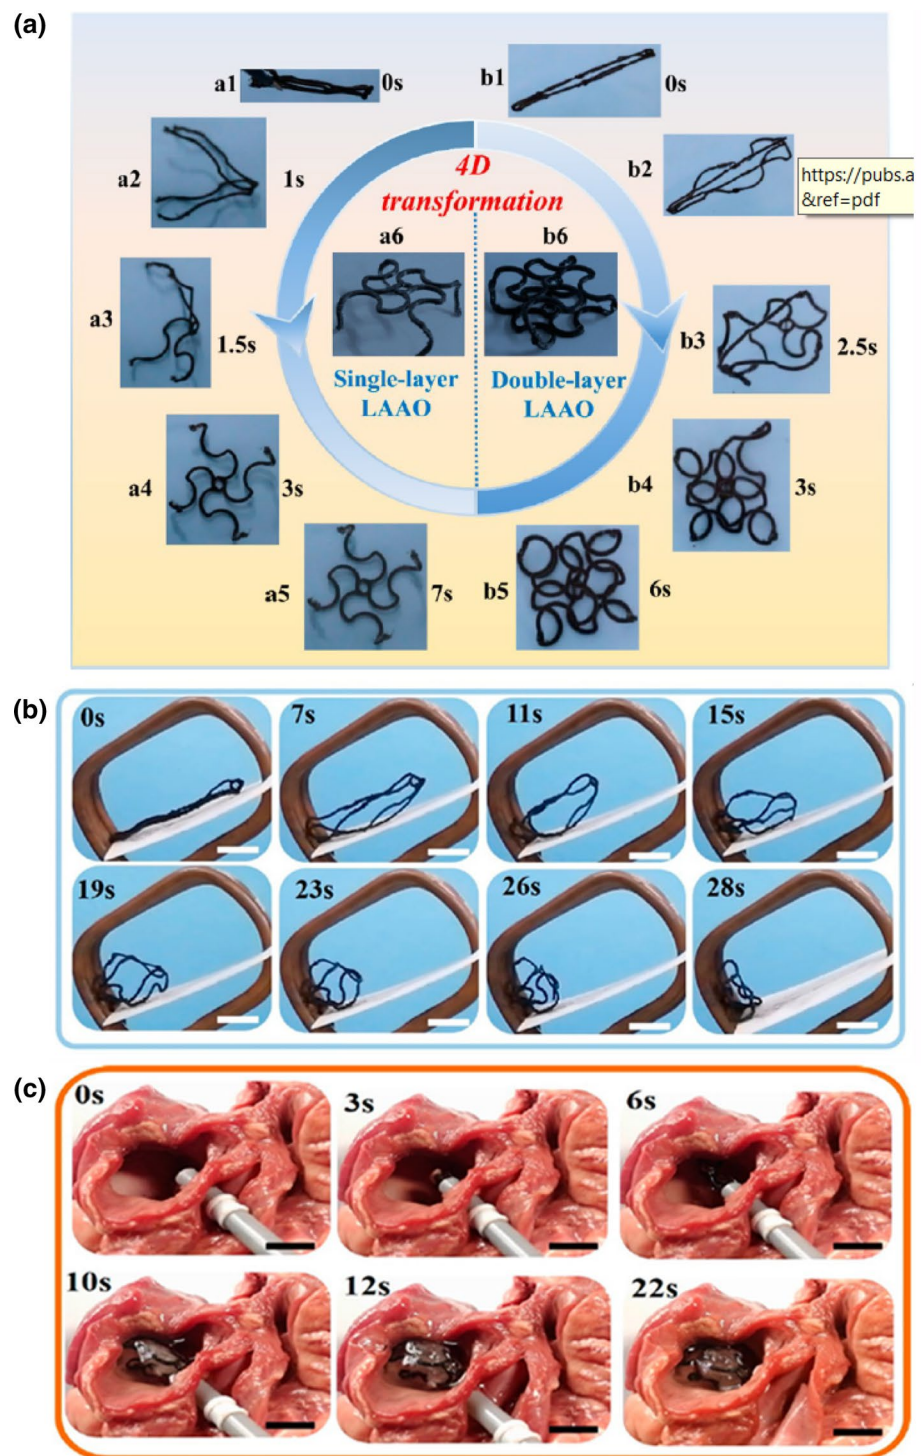 (a)
a1
0s
b1
0s
a2
1s
b2
https://pubs.a
&ref=pdf
4D
transformation
a6
b6
a3
1.5s
b3
2.5s
Single-layer
LAAO
Double-layer
LAAO
a4
3s
b4
3s
a5
7s
b5
6s
(b)
0s
7s
11s
15s
19s
23s
26s
28s
(c)
0s
3s
6s
10s
12s
22s